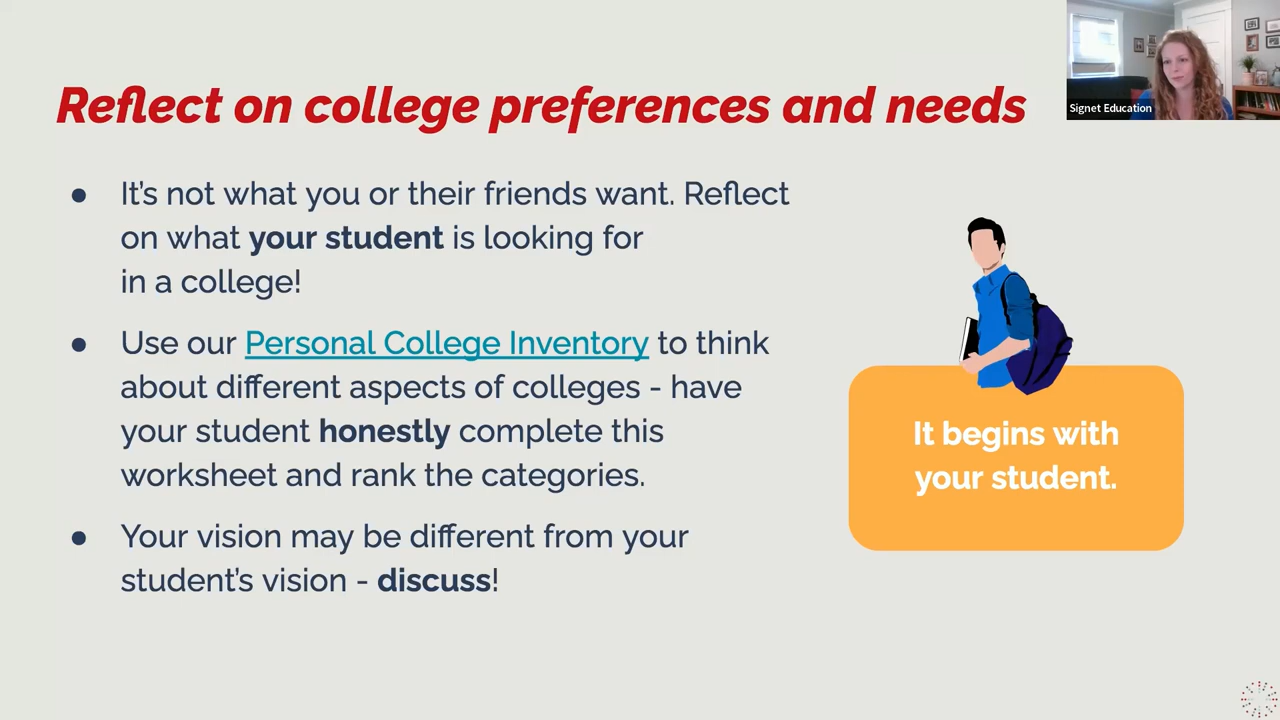 Reflect on college preferences and needs
Signet Education
● It's not what you or their friends want. Reflect
on what your student is looking for
in a college!
● Use our Personal College Inventory to think
about different aspects of colleges - have
your student honestly complete this
worksheet and rank the categories.
● Your vision may be different from your
student's vision - discuss!
It begins with
your student.